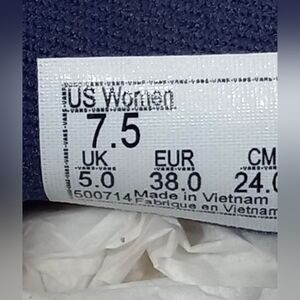 US Women
7.5
UK EUR CM
5.0 38.0 24.0
500714 Made in Vietnam
Fabriqué en Vietnam